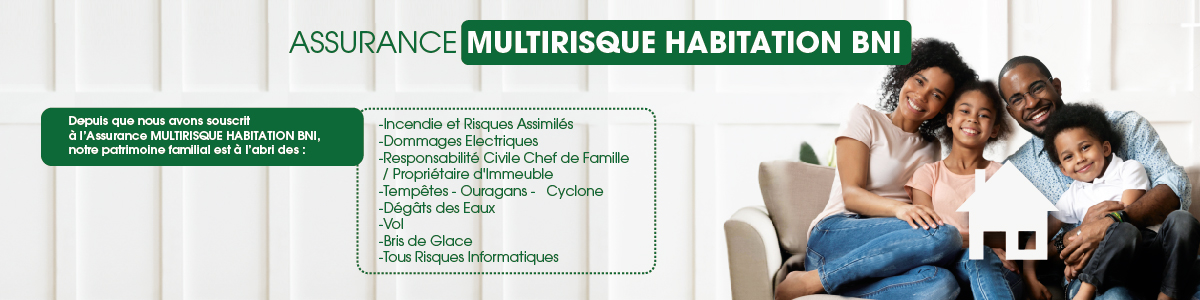 ASSURANCE MULTIRISQUE HABITATION BNI
Depuis que nous avons souscrit
à l'Assurance MULTIRISQUE HABITATION BNI,
notre patrimoine familial est à l'abri des :
-Incendie et Risques Assimilés
-Dommages Electriques
-Responsabilité Civile Chef de Famille
/ Propriétaire d'Immeuble
-Tempêtes - Ouragans - Cyclone
-Dégâts des Eaux
-Vol
-Bris de Glace
-Tous Risques Informatiques